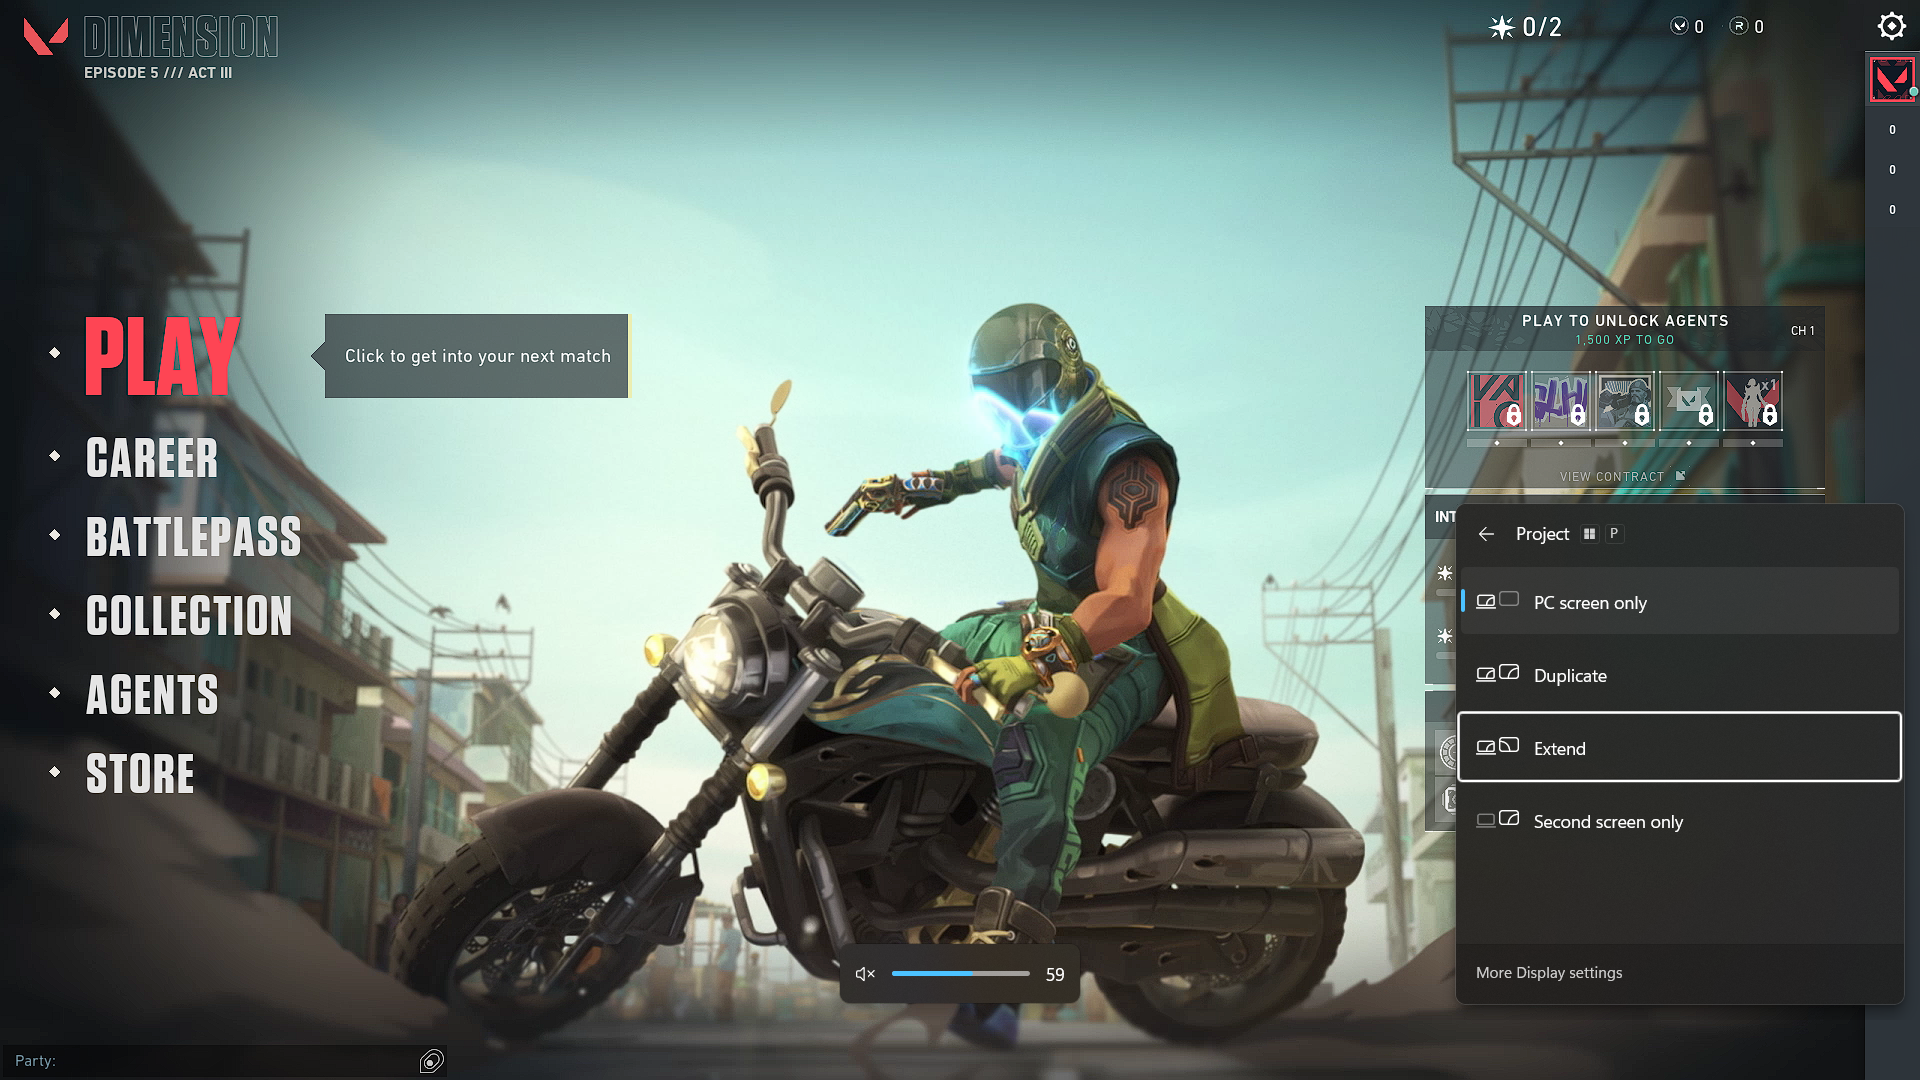 DIMENSION
EPISODE 5 /// ACT III
0/2
0
R 0
0
0
0
PLAY
Click to get into your next match
CAREER
BATTLEPASS
COLLECTION
AGENTS
STORE
PLAY TO UNLOCK AGENTS
CH 1
1,500 XP TO GO
x1
VIEW CONTRACT
INT
Project P
PC screen only
Duplicate
Extend
Second screen only
More Display settings
59
Party: